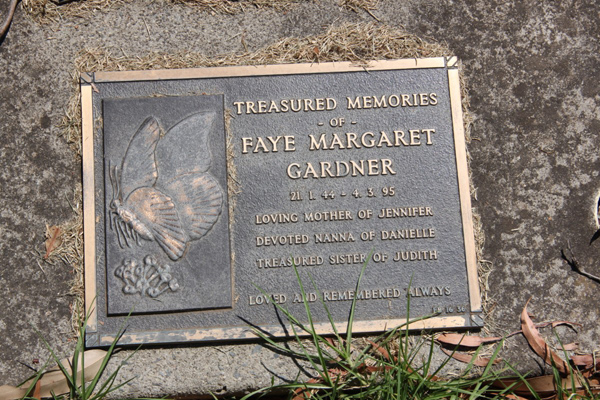 TREASURED MEMORIES
- OF -
FAYE MARGARET
GARDNER
21. 1. 44 - 4. 3. 95
LOVING MOTHER OF JENNIFER
DEVOTED NANNA OF DANIELLE
TREASURED SISTER OF JUDITH
LOVED AND REMEMBERED ALWAYS